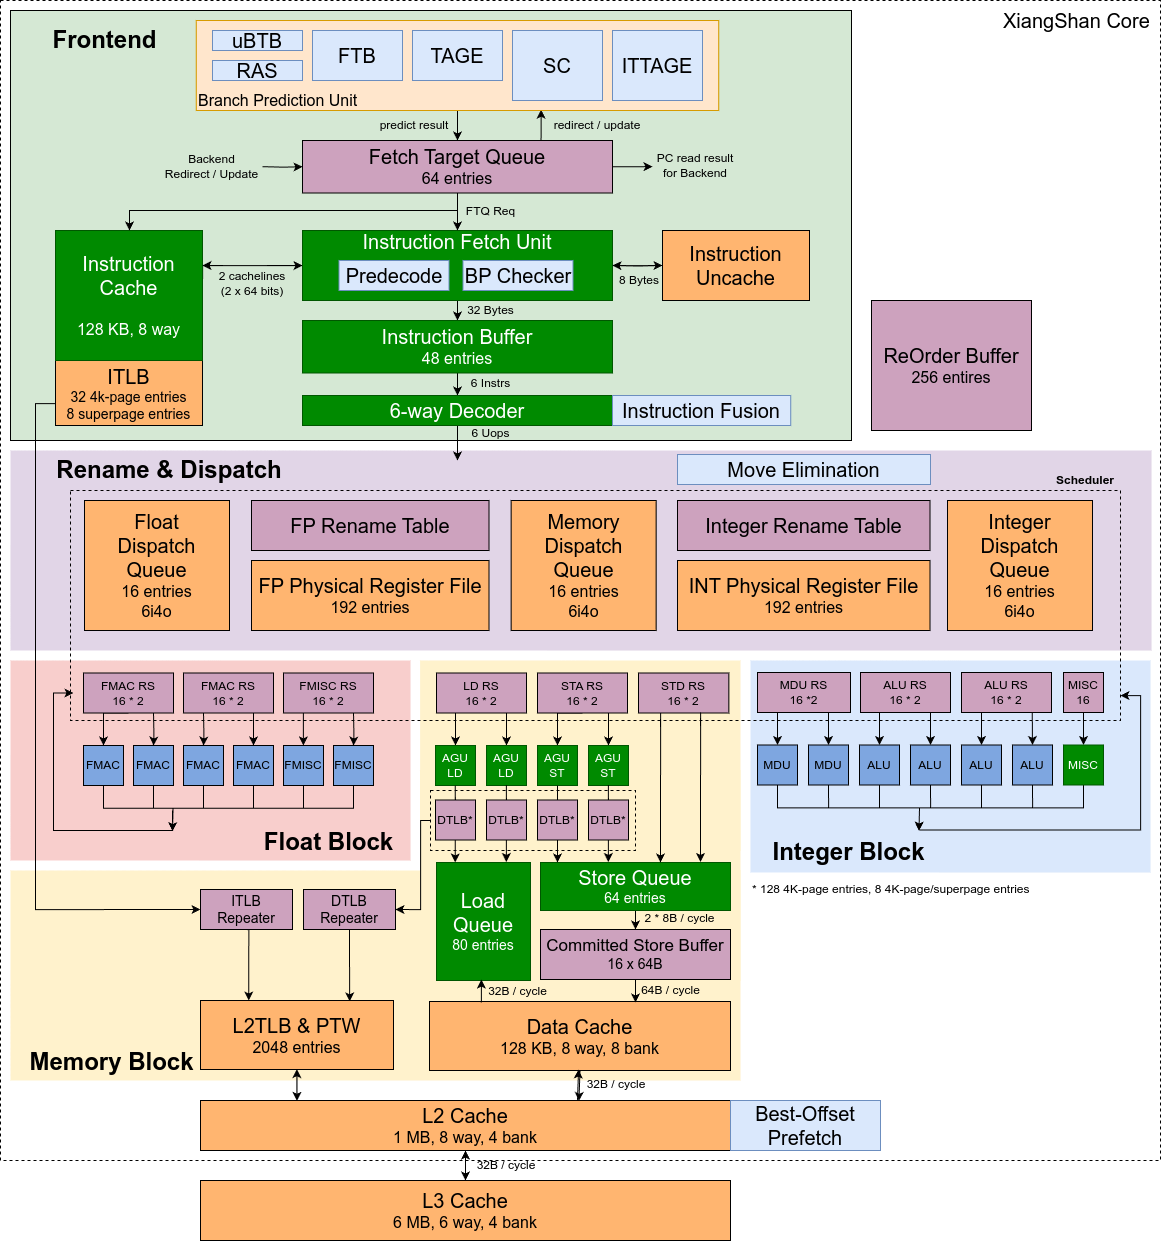 XiangShan Core
Frontend
uBTB
RAS
FTB
TAGE
SC
ITTAGE
Branch Prediction Unit
predict result
redirect / update
Backend
Redirect / Update
Fetch Target Queue
64 entries
PC read result
for Backend
FTQ Req
Instruction
Cache
128 KB, 8 way
2 cachelines
(2 x 64 bits)
Instruction Fetch Unit
Predecode
BP Checker
8 Bytes
Instruction
Uncache
32 Bytes
Instruction Buffer
48 entries
ITLB
32 4k-page entries
8 superpage entries
6 Instrs
6-way Decoder
Instruction Fusion
6 Uops
ReOrder Buffer
256 entires
Rename & Dispatch
Move Elimination
Scheduler
Float
Dispatch
Queue
16 entries
6i4o
FP Rename Table
FP Physical Register File
192 entries
Memory
Dispatch
Queue
16 entries
6i4o
Integer Rename Table
INT Physical Register File
192 entries
Integer
Dispatch
Queue
16 entries
6i4o
FMAC RS
16 * 2
FMAC RS
16 * 2
FMISC RS
16 * 2
FMAC
FMAC
FMAC
FMAC
FMISC
FMISC
Float Block
LD RS
16 * 2
STA RS
16 * 2
STD RS
16 * 2
AGU
LD
AGU
LD
AGU
ST
AGU
ST
DTLB*
DTLB*
DTLB*
DTLB*
MDU RS
16 *2
ALU RS
16 * 2
ALU RS
16 * 2
MISC
16
MDU
MDU
ALU
ALU
ALU
ALU
MISC
Integer Block
* 128 4K-page entries, 8 4K-page/superpage entries
ITLB
Repeater
DTLB
Repeater
Load
Queue
80 entries
Store Queue
64 entries
2 * 8B / cycle
Committed Store Buffer
16 x 64B
32B / cycle
64B / cycle
L2TLB & PTW
2048 entries
Data Cache
128 KB, 8 way, 8 bank
Memory Block
32B / cycle
L2 Cache
1 MB, 8 way, 4 bank
Best-Offset
Prefetch
32B / cycle
L3 Cache
6 MB, 6 way, 4 bank